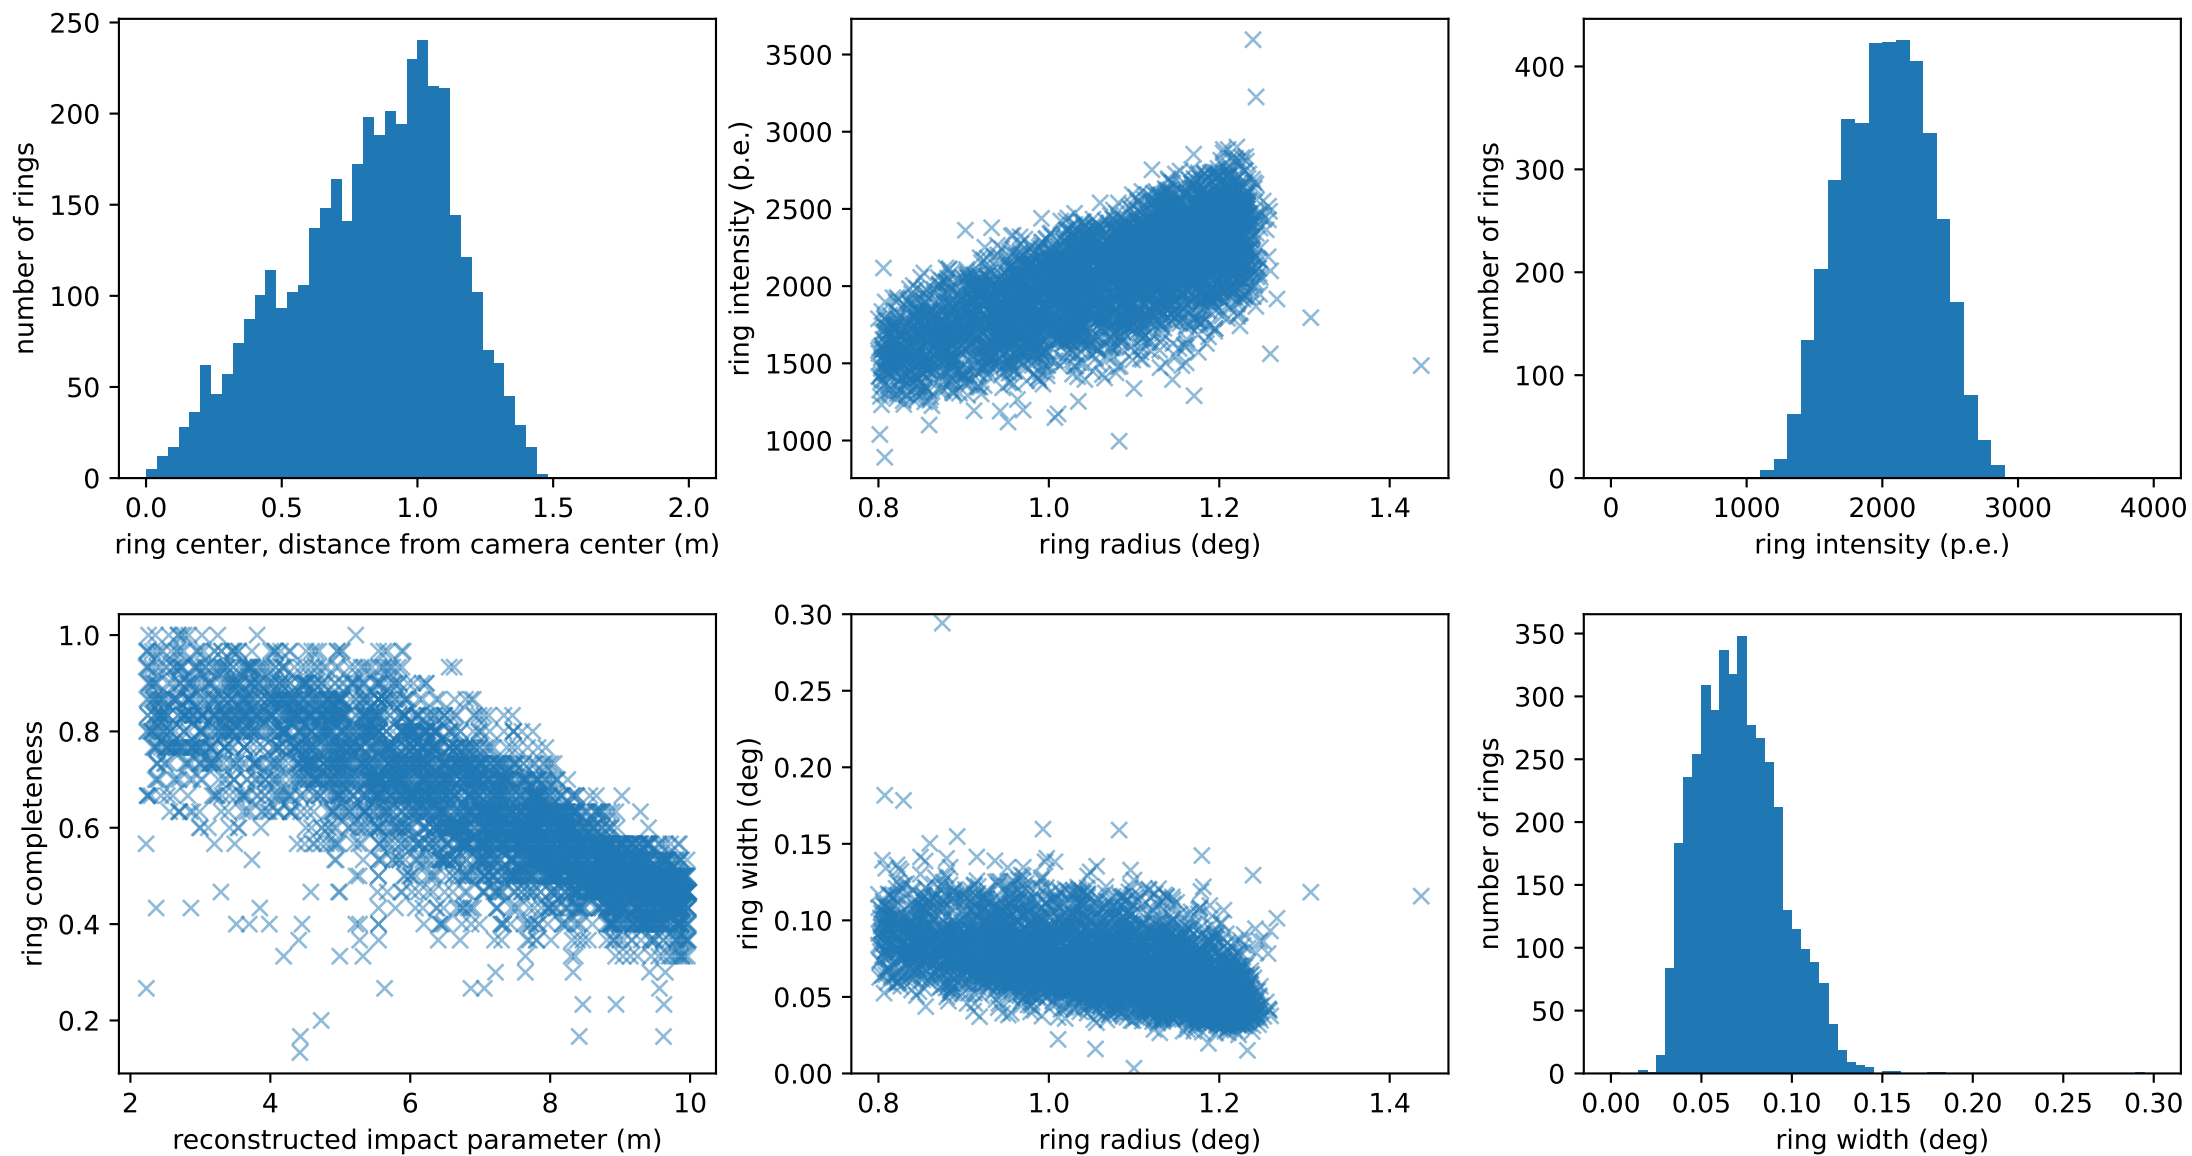 250
200
150
100
50
0
number of rings
0.0 0.5 1.0 1.5 2.0
ring center, distance from camera center (m)
3500
3000
2500
2000
1500
1000
ring intensity (p.e.)
0.8 1.0 1.2 1.4
ring radius (deg)
400
300
200
100
0
number of rings
0 1000 2000 3000 4000
ring intensity (p.e.)
1.0
0.8
0.6
0.4
0.2
ring completeness
2 4 6 8 10
reconstructed impact parameter (m)
0.30
0.25
0.20
0.15
0.10
0.05
0.00
ring width (deg)
0.8 1.0 1.2 1.4
ring radius (deg)
350
300
250
200
150
100
50
0
number of rings
0.00 0.05 0.10 0.15 0.20 0.25 0.30
ring width (deg)